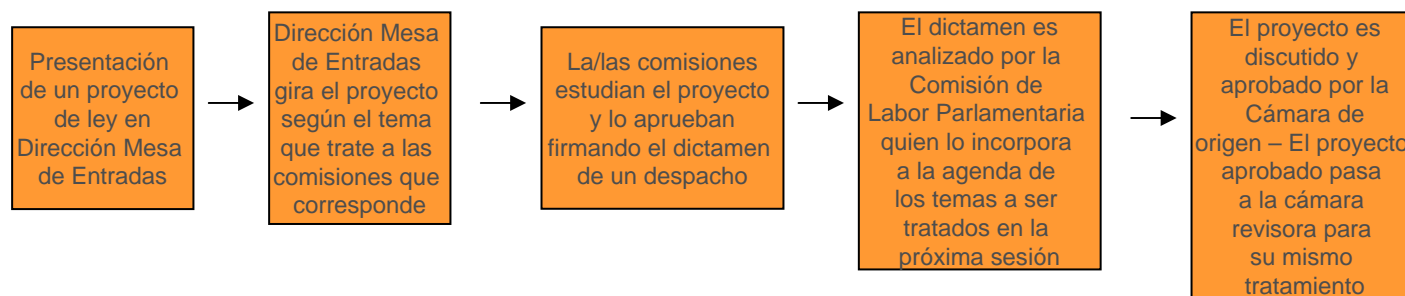 Presentación
de un proyecto
de ley en
Dirección Mesa
de Entradas
Dirección Mesa
de Entradas
gira el proyecto
según el tema
que trate a las
comisiones que
corresponde
La/las comisiones
estudian el proyecto
y lo aprueban
firmando el dictamen
de un despacho
El dictamen es
analizado por la
Comisión de
Labor Parlamentaria
quien lo incorpora
a la agenda de
los temas a ser
tratados en la
próxima sesión
El proyecto es
discutido y
aprobado por la
Cámara de
origen – El proyecto
aprobado pasa
a la cámara
revisora para
su mismo
tratamiento